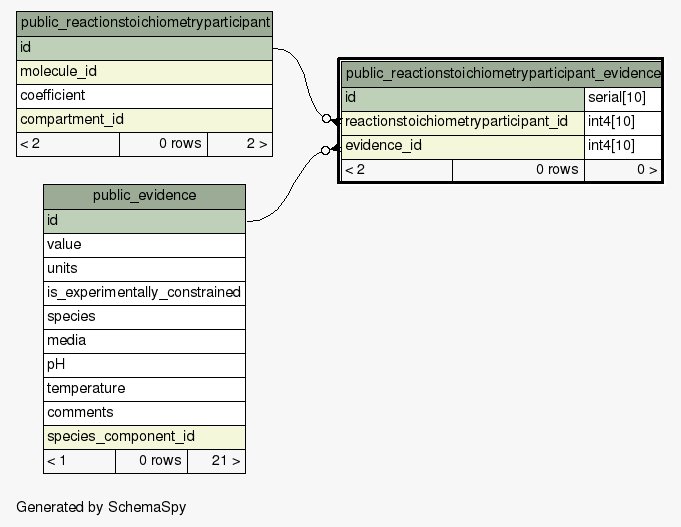 public_reactionstoichiometryparticipant
id
molecule_id
coefficient
compartment_id
< 2 0 rows 2 >
public_reactionstoichiometryparticipant_evidence
id serial[10]
reactionstoichiometryparticipant_id int4[10]
evidence_id int4[10]
< 2 0 rows 0 >
public_evidence
id
value
units
is_experimentally_constrained
species
media
pH
temperature
comments
species_component_id
< 1 0 rows 21 >
Generated by SchemaSpy